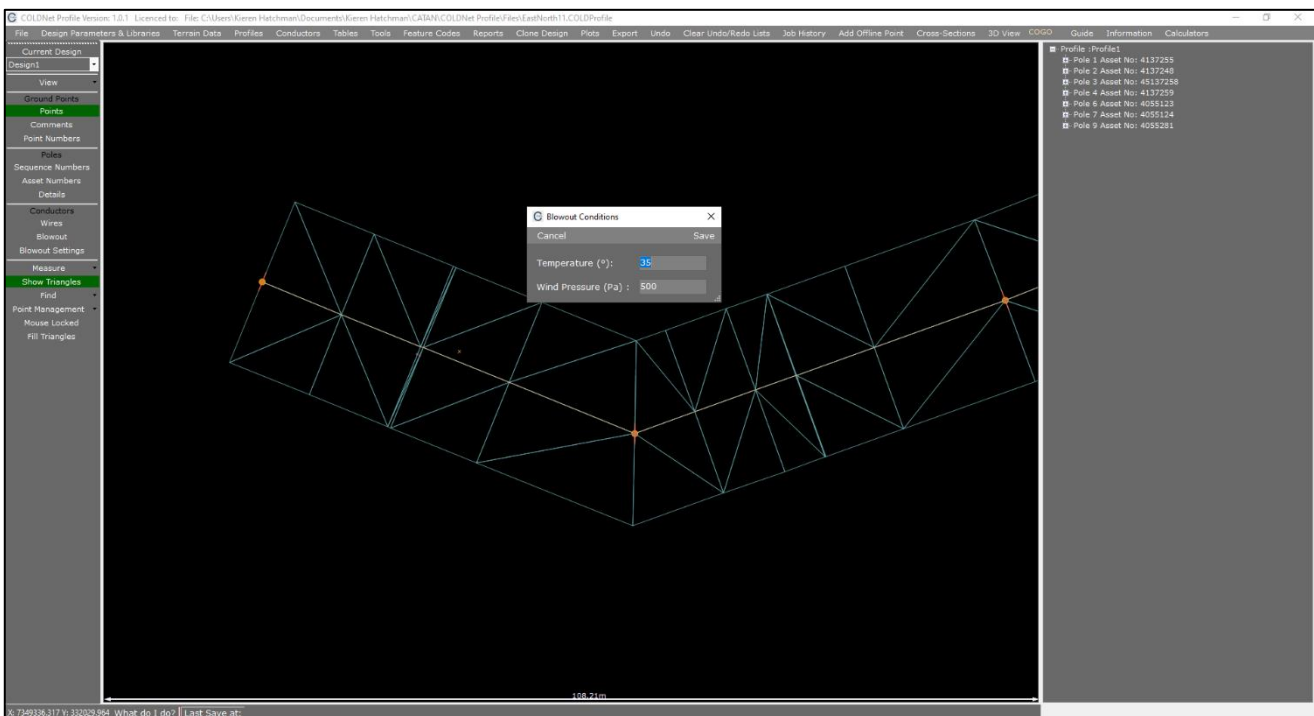 COLDNet Profile Version: 1.0.1 Licenced to: File: C:\Users\Kieren Hatchman\Documents\Kieren Hatchman\CATAN\COLDNet Profile\Files\EastNorth11.COLDProfile
File Design Parameters & Libraries Terrain Data Profiles Conductors Tables Tools Feature Codes Reports Clone Design Plots Export Undo Clear Undo/Redo Lists Job History Add Offline Point Cross-Sections 3D View COGO Guide Information Calculators
Current Design
Design1
View
Ground Points
Points
Comments
Point Numbers
Poles
Sequence Numbers
Asset Numbers
Details
Conductors
Wires
Blowout
Blowout Settings
Measure
Show Triangles
Find
Point Management
Mouse Locked
Fill Triangles
Blowout Conditions
Cancel Save
Temperature (°): 35
Wind Pressure (Pa) : 500
108.21m
Profile :Profile1
Pole 1 Asset No: 4137255
Pole 2 Asset No: 4137248
Pole 3 Asset No: 45137258
Pole 4 Asset No: 4137259
Pole 6 Asset No: 4055123
Pole 7 Asset No: 4055124
Pole 9 Asset No: 4055281
X: 7349336.317 Y: 332029.964 What do I do? Last Save at: